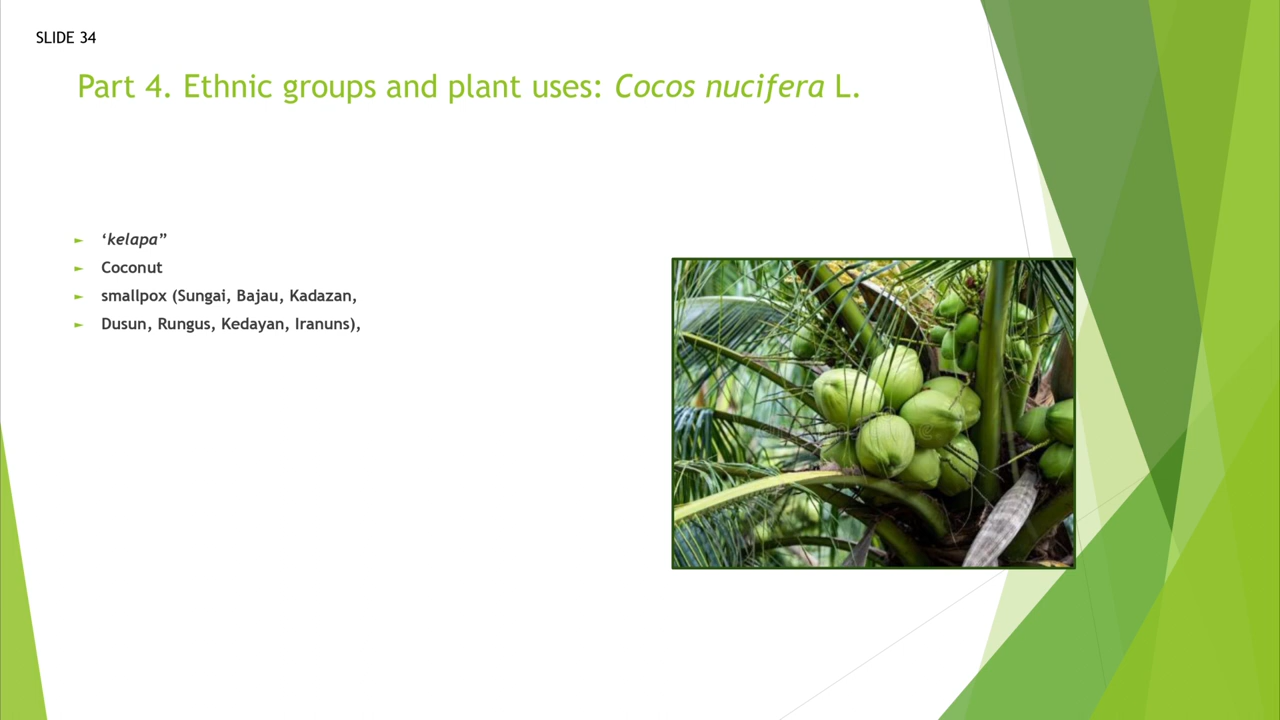 SLIDE 34
Part 4. Ethnic groups and plant uses: Cocos nucifera L.
► ‘kelapa”
► Coconut
► smallpox (Sungai, Bajau, Kadazan,
► Dusun, Rungus, Kedayan, Iranuns),